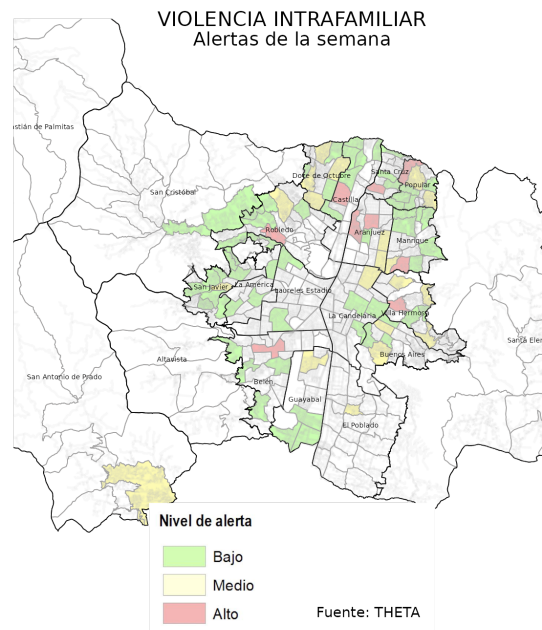 VIOLENCIA INTRAFAMILIAR
Alertas de la semana
stián de Palmitas
Doce de Octubre
Santa Cruz
Popular
San Cristóbal
Castilla
Robledo
Aranjuez
Manrique
San Javier
La América
Laureles Estadio
La Candelaria
Villa Hermosa
Santa Elen
Altavista
Buenos Aires
San Antonio de Prado
Belén
Guayabal
El Poblado
Nivel de alerta
Bajo
Medio
Alto
Fuente: THETA